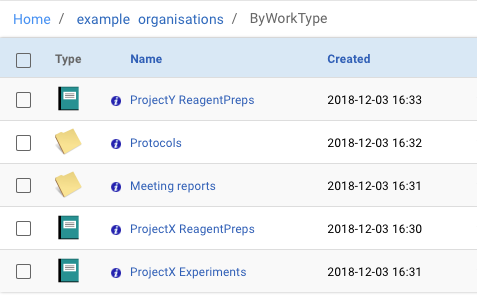 Home / example organisations / ByWorkType
Type Name Created
ProjectY ReagentPreps 2018-12-03 16:33
Protocols 2018-12-03 16:32
Meeting reports 2018-12-03 16:31
ProjectX ReagentPreps 2018-12-03 16:30
ProjectX Experiments 2018-12-03 16:31